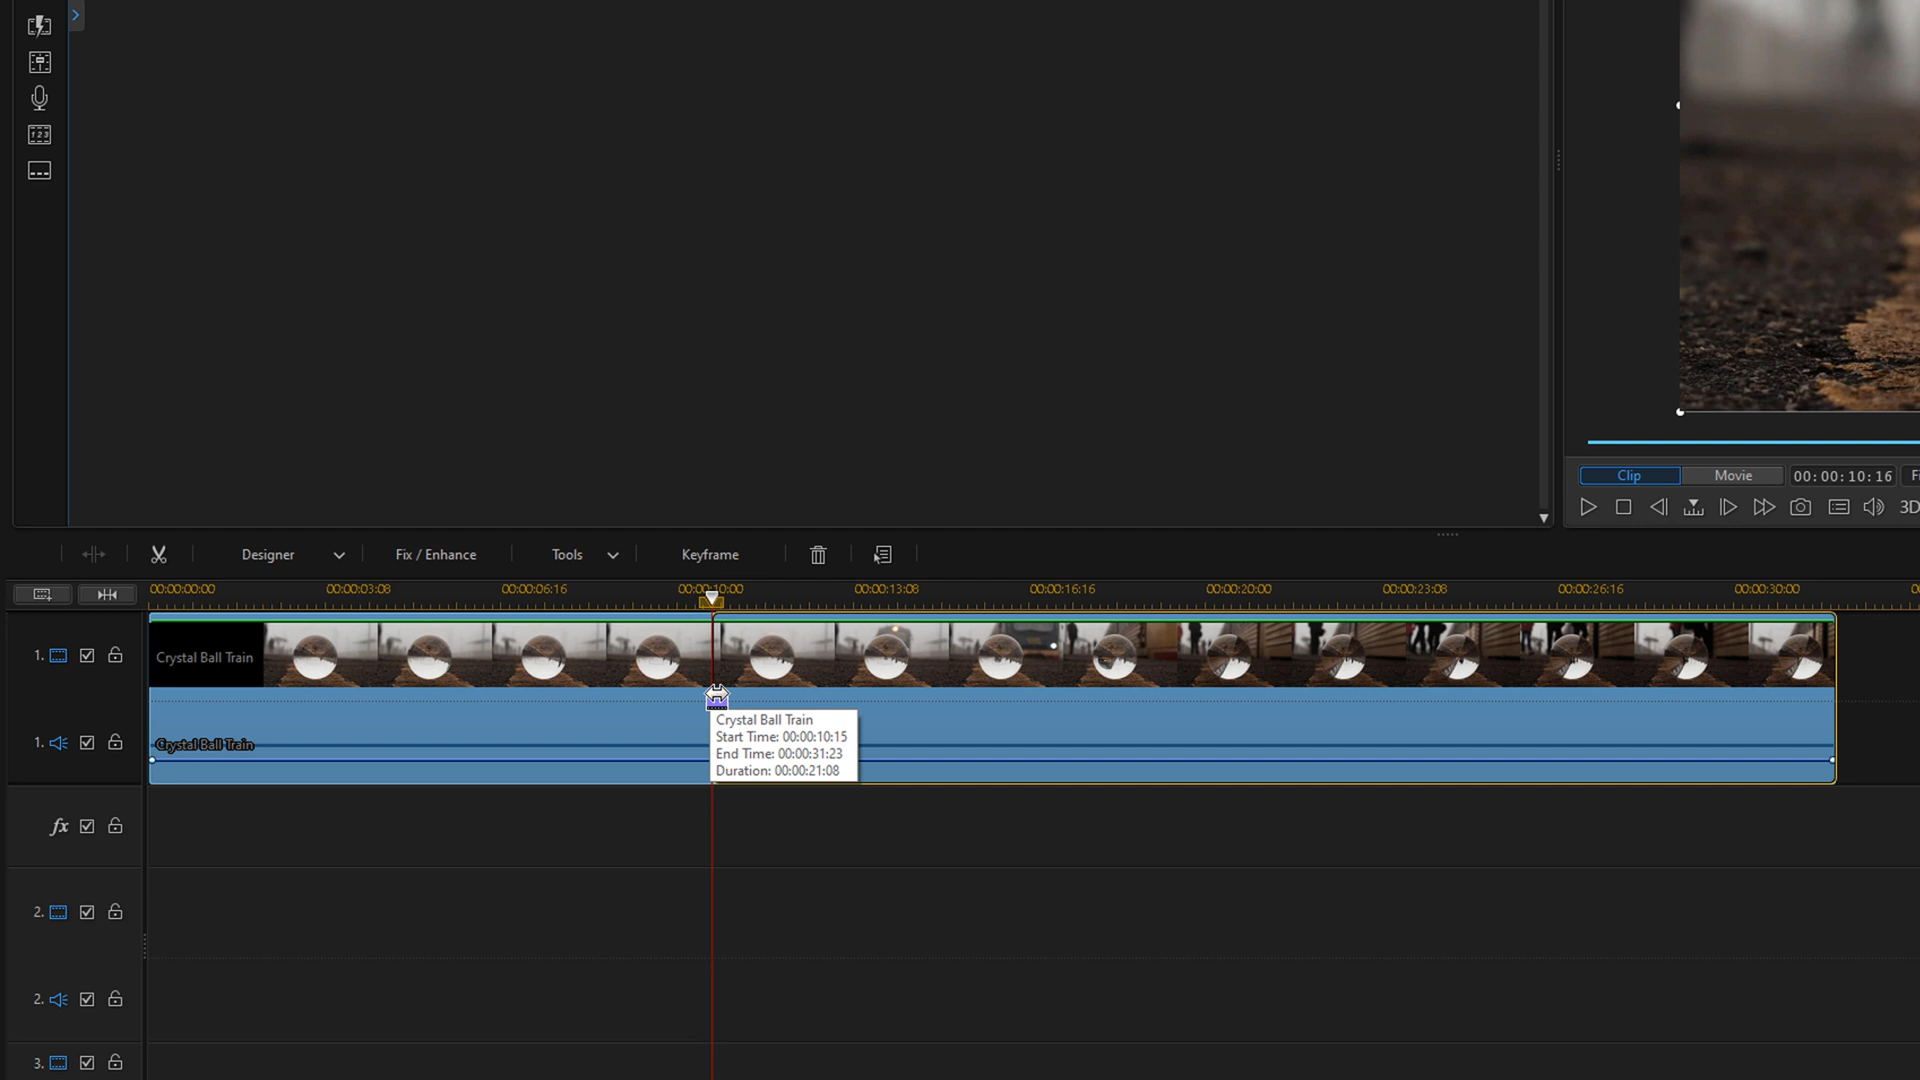 Clip Movie 00:00:10:16
3D
Designer Fix / Enhance Tools Keyframe
00:00:00:00 00:00:03:08 00:00:06:16 00:00:10:00 00:00:13:08 00:00:16:16 00:00:20:00 00:00:23:08 00:00:26:16 00:00:30:00
1.
Crystal Ball Train
Crystal Ball Train
Start Time: 00:00:10:15
End Time: 00:00:31:23
Duration: 00:00:21:08
1.
Crystal Ball Train
fx
2.
2.
3.